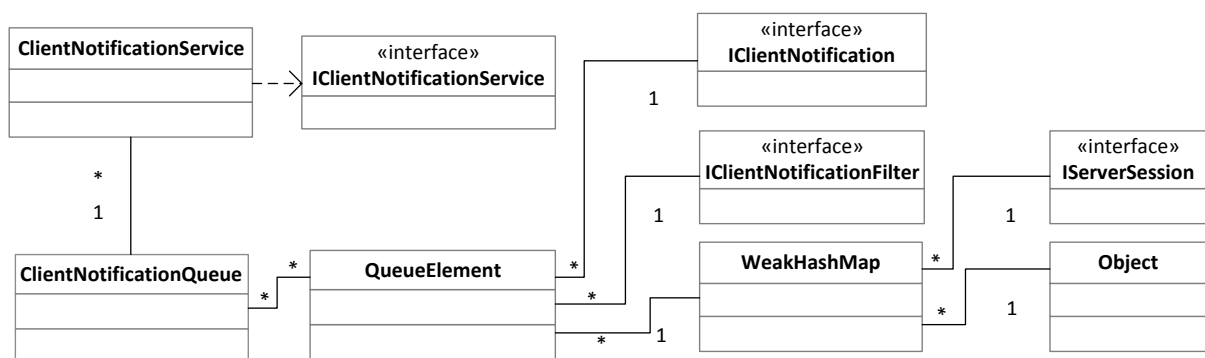 ClientNotificationService
«interface»
IClientNotificationService
«interface»
IClientNotification
1
«interface»
IClientNotificationFilter
1
«interface»
IServerSession
1
*
1
ClientNotificationQueue
*
*
QueueElement
*
*
*
1
WeakHashMap
*
*
Object
1